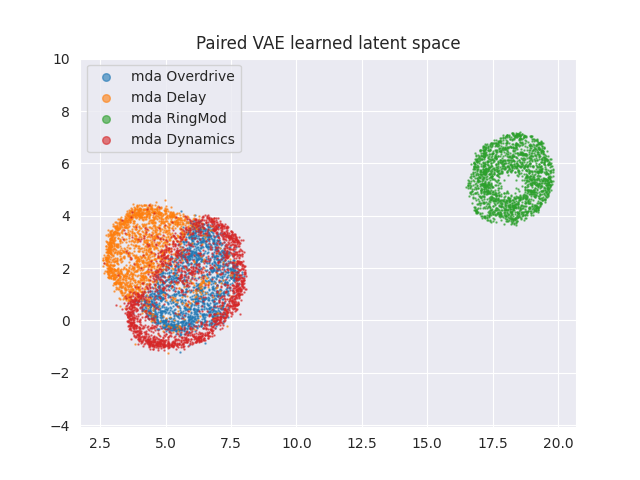 Paired VAE learned latent space
mda Overdrive
mda Delay
mda RingMod
mda Dynamics
10
8
6
4
2
0
−2
−4
2.5 5.0 7.5 10.0 12.5 15.0 17.5 20.0